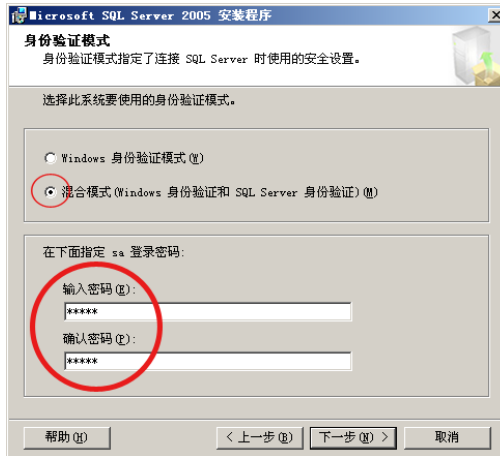 Microsoft SQL Server 2005 安装程序
身份验证模式
身份验证模式指定了连接 SQL Server 时使用的安全设置。
选择此系统要使用的身份验证模式。
Windows 身份验证模式(W)
混合模式(Windows 身份验证和 SQL Server 身份验证)(M)
在下面指定 sa 登录密码:
输入密码(E):
*****
确认密码(P):
*****
帮助(H)
< 上一步(B)
下一步(N) >
取消